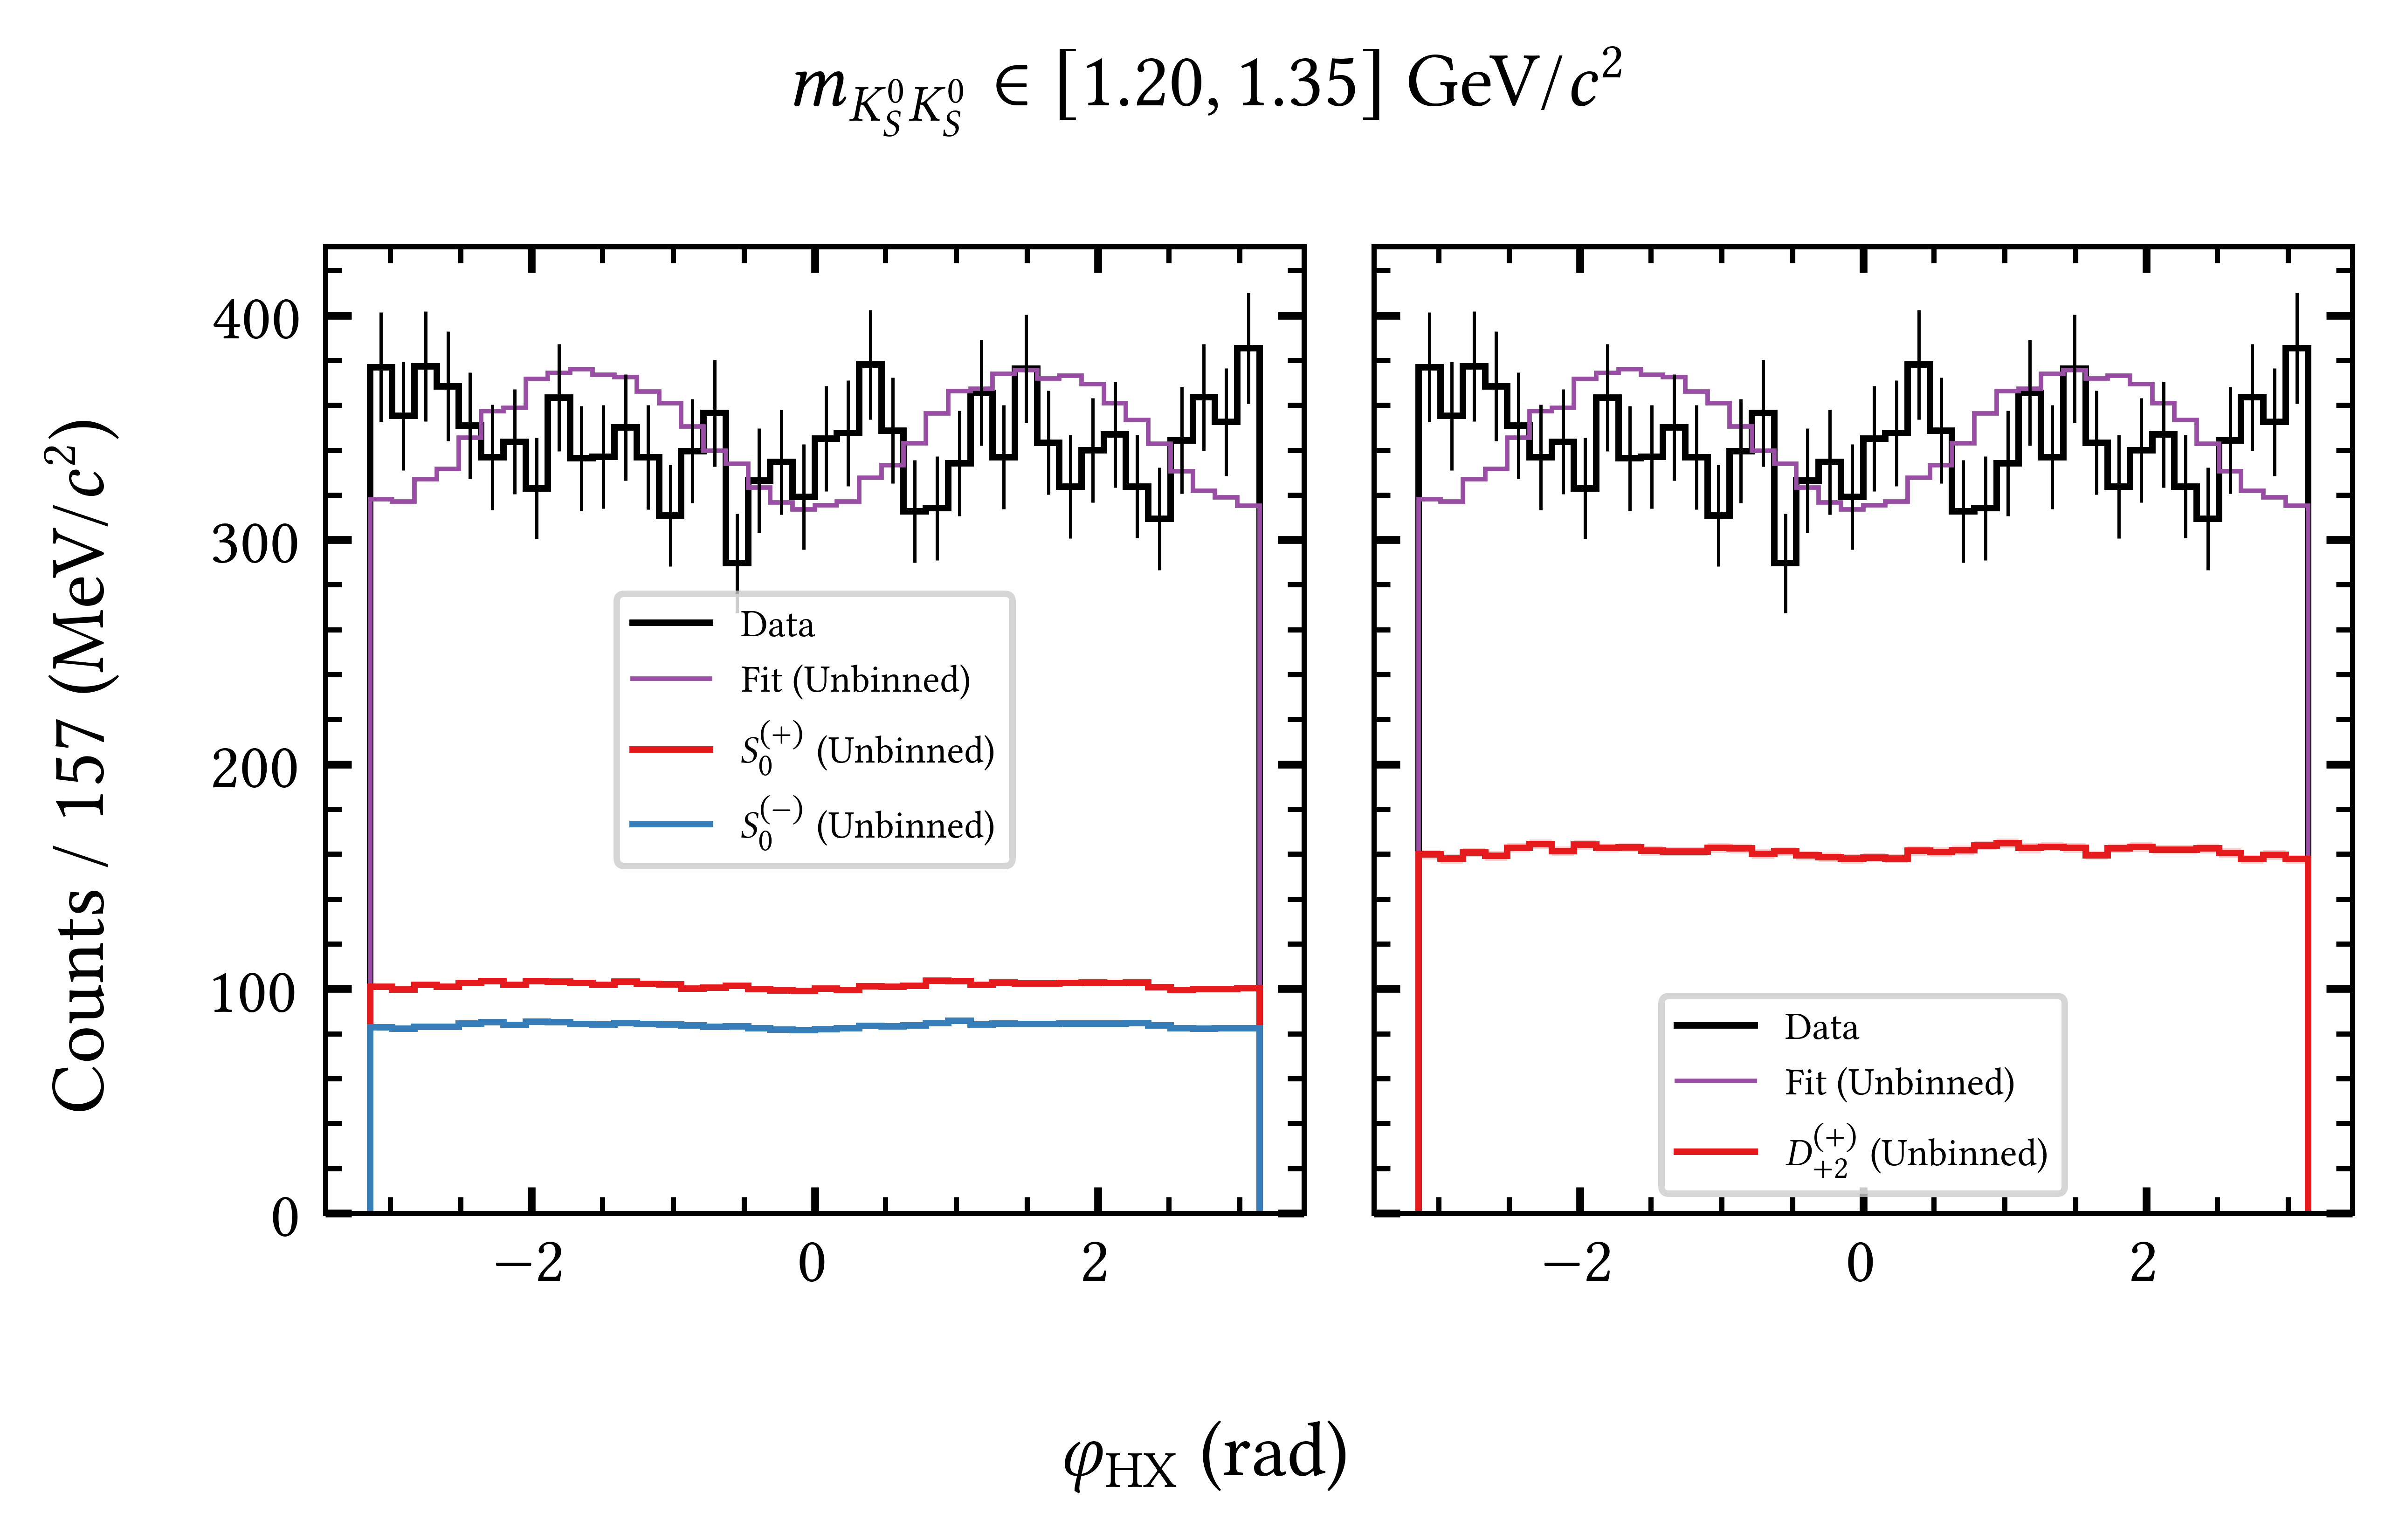 m_{K_S^0 K_S^0} ∈ [1.20, 1.35] GeV/c²
Counts / 157 (MeV/c²)
400
300
200
100
0
Data
Fit (Unbinned)
S_0^{(+)} (Unbinned)
S_0^{(−)} (Unbinned)
Data
Fit (Unbinned)
D_{+2}^{(+)} (Unbinned)
−2 0 2
−2 0 2
φ_{HX} (rad)